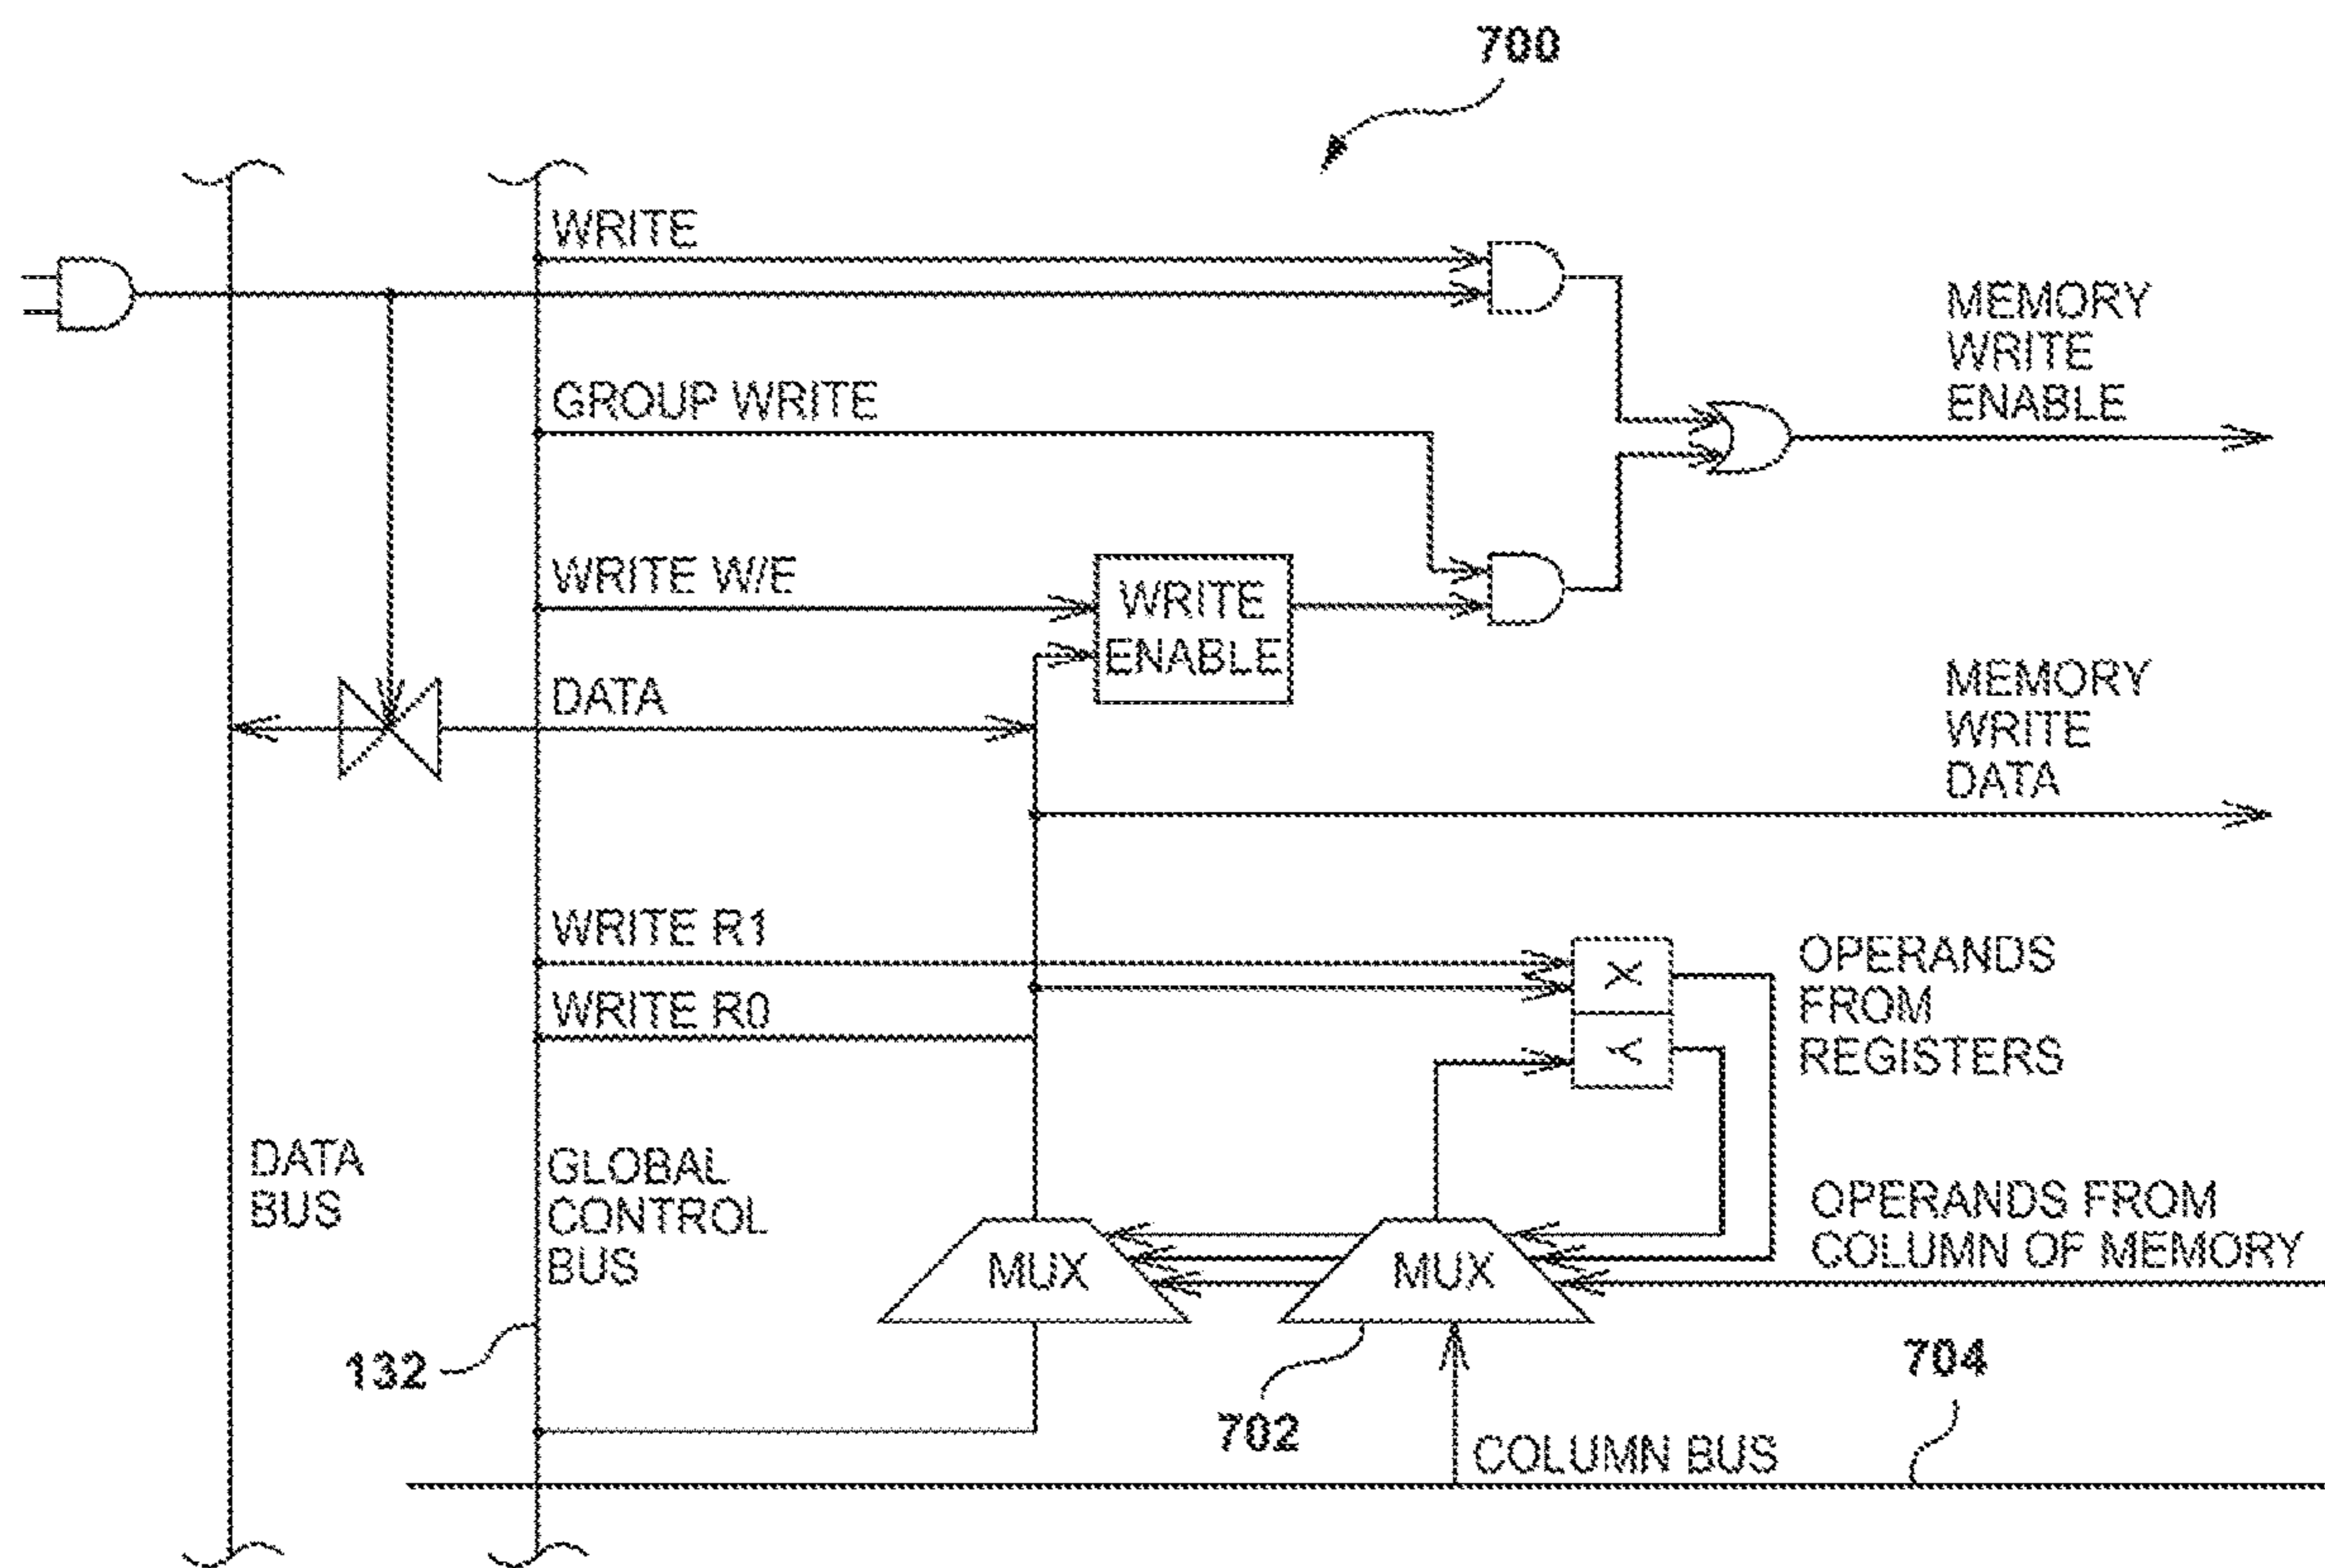 700
WRITE
MEMORY
WRITE
ENABLE
GROUP WRITE
WRITE W/E
WRITE
ENABLE
DATA
MEMORY
WRITE
DATA
WRITE R1
X
OPERANDS
FROM
REGISTERS
WRITE R0
Y
DATA
BUS
GLOBAL
CONTROL
BUS
OPERANDS FROM
COLUMN OF MEMORY
MUX
MUX
132
702
704
COLUMN BUS